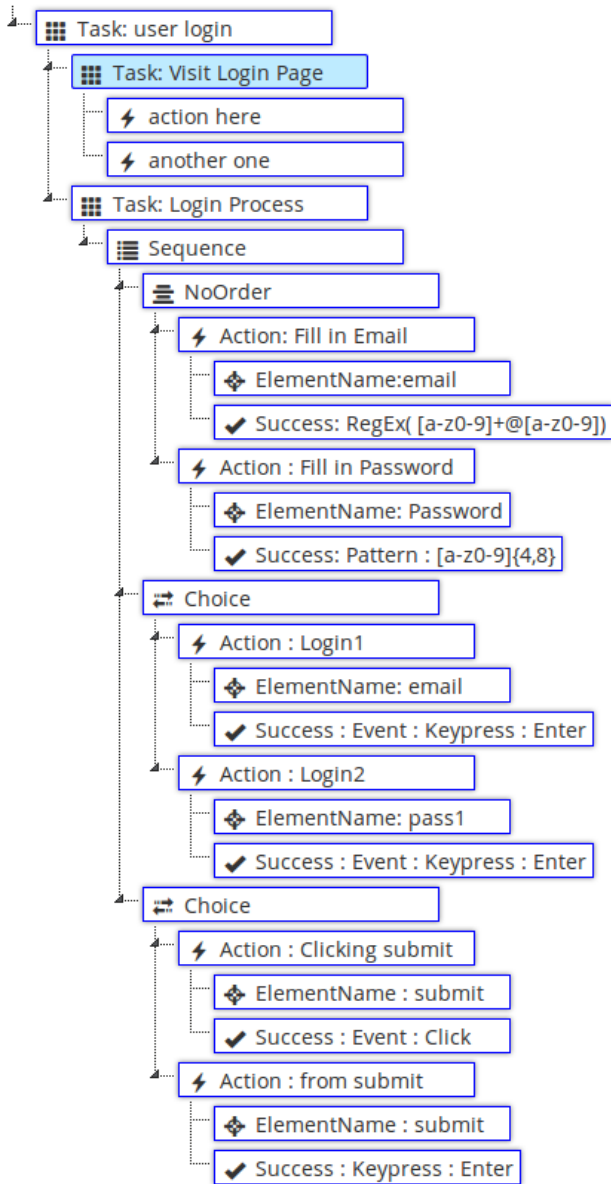 Task: user login
Task: Visit Login Page
action here
another one
Task: Login Process
Sequence
NoOrder
Action: Fill in Email
ElementName:email
Success: RegEx( [a-z0-9]+@[a-z0-9])
Action : Fill in Password
ElementName: Password
Success: Pattern : [a-z0-9]{4,8}
Choice
Action : Login1
ElementName: email
Success : Event : Keypress : Enter
Action : Login2
ElementName: pass1
Success : Event : Keypress : Enter
Choice
Action : Clicking submit
ElementName : submit
Success : Event : Click
Action : from submit
ElementName : submit
Success : Keypress : Enter